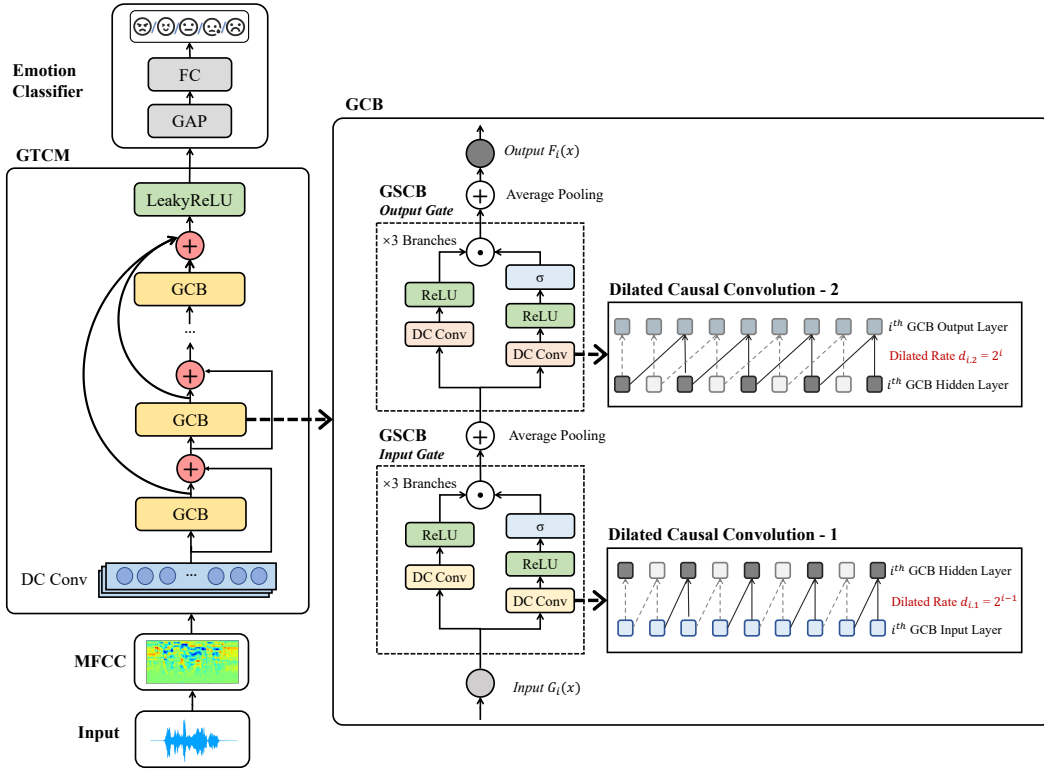 Emotion
Classifier
FC
GAP
GTCM
LeakyReLU
+
GCB
...
+
GCB
+
GCB
DC Conv
...
MFCC
Input
GCB
Output F_i(x)
+
Average Pooling
GSCB
Output Gate
×3 Branches
σ
ReLU
ReLU
DC Conv
DC Conv
Dilated Causal Convolution - 2
i^{th} GCB Output Layer
Dilated Rate d_{i.2} = 2^i
i^{th} GCB Hidden Layer
+
Average Pooling
GSCB
Input Gate
×3 Branches
σ
ReLU
ReLU
DC Conv
DC Conv
Dilated Causal Convolution - 1
i^{th} GCB Hidden Layer
Dilated Rate d_{i.1} = 2^{i−1}
i^{th} GCB Input Layer
Input G_i(x)